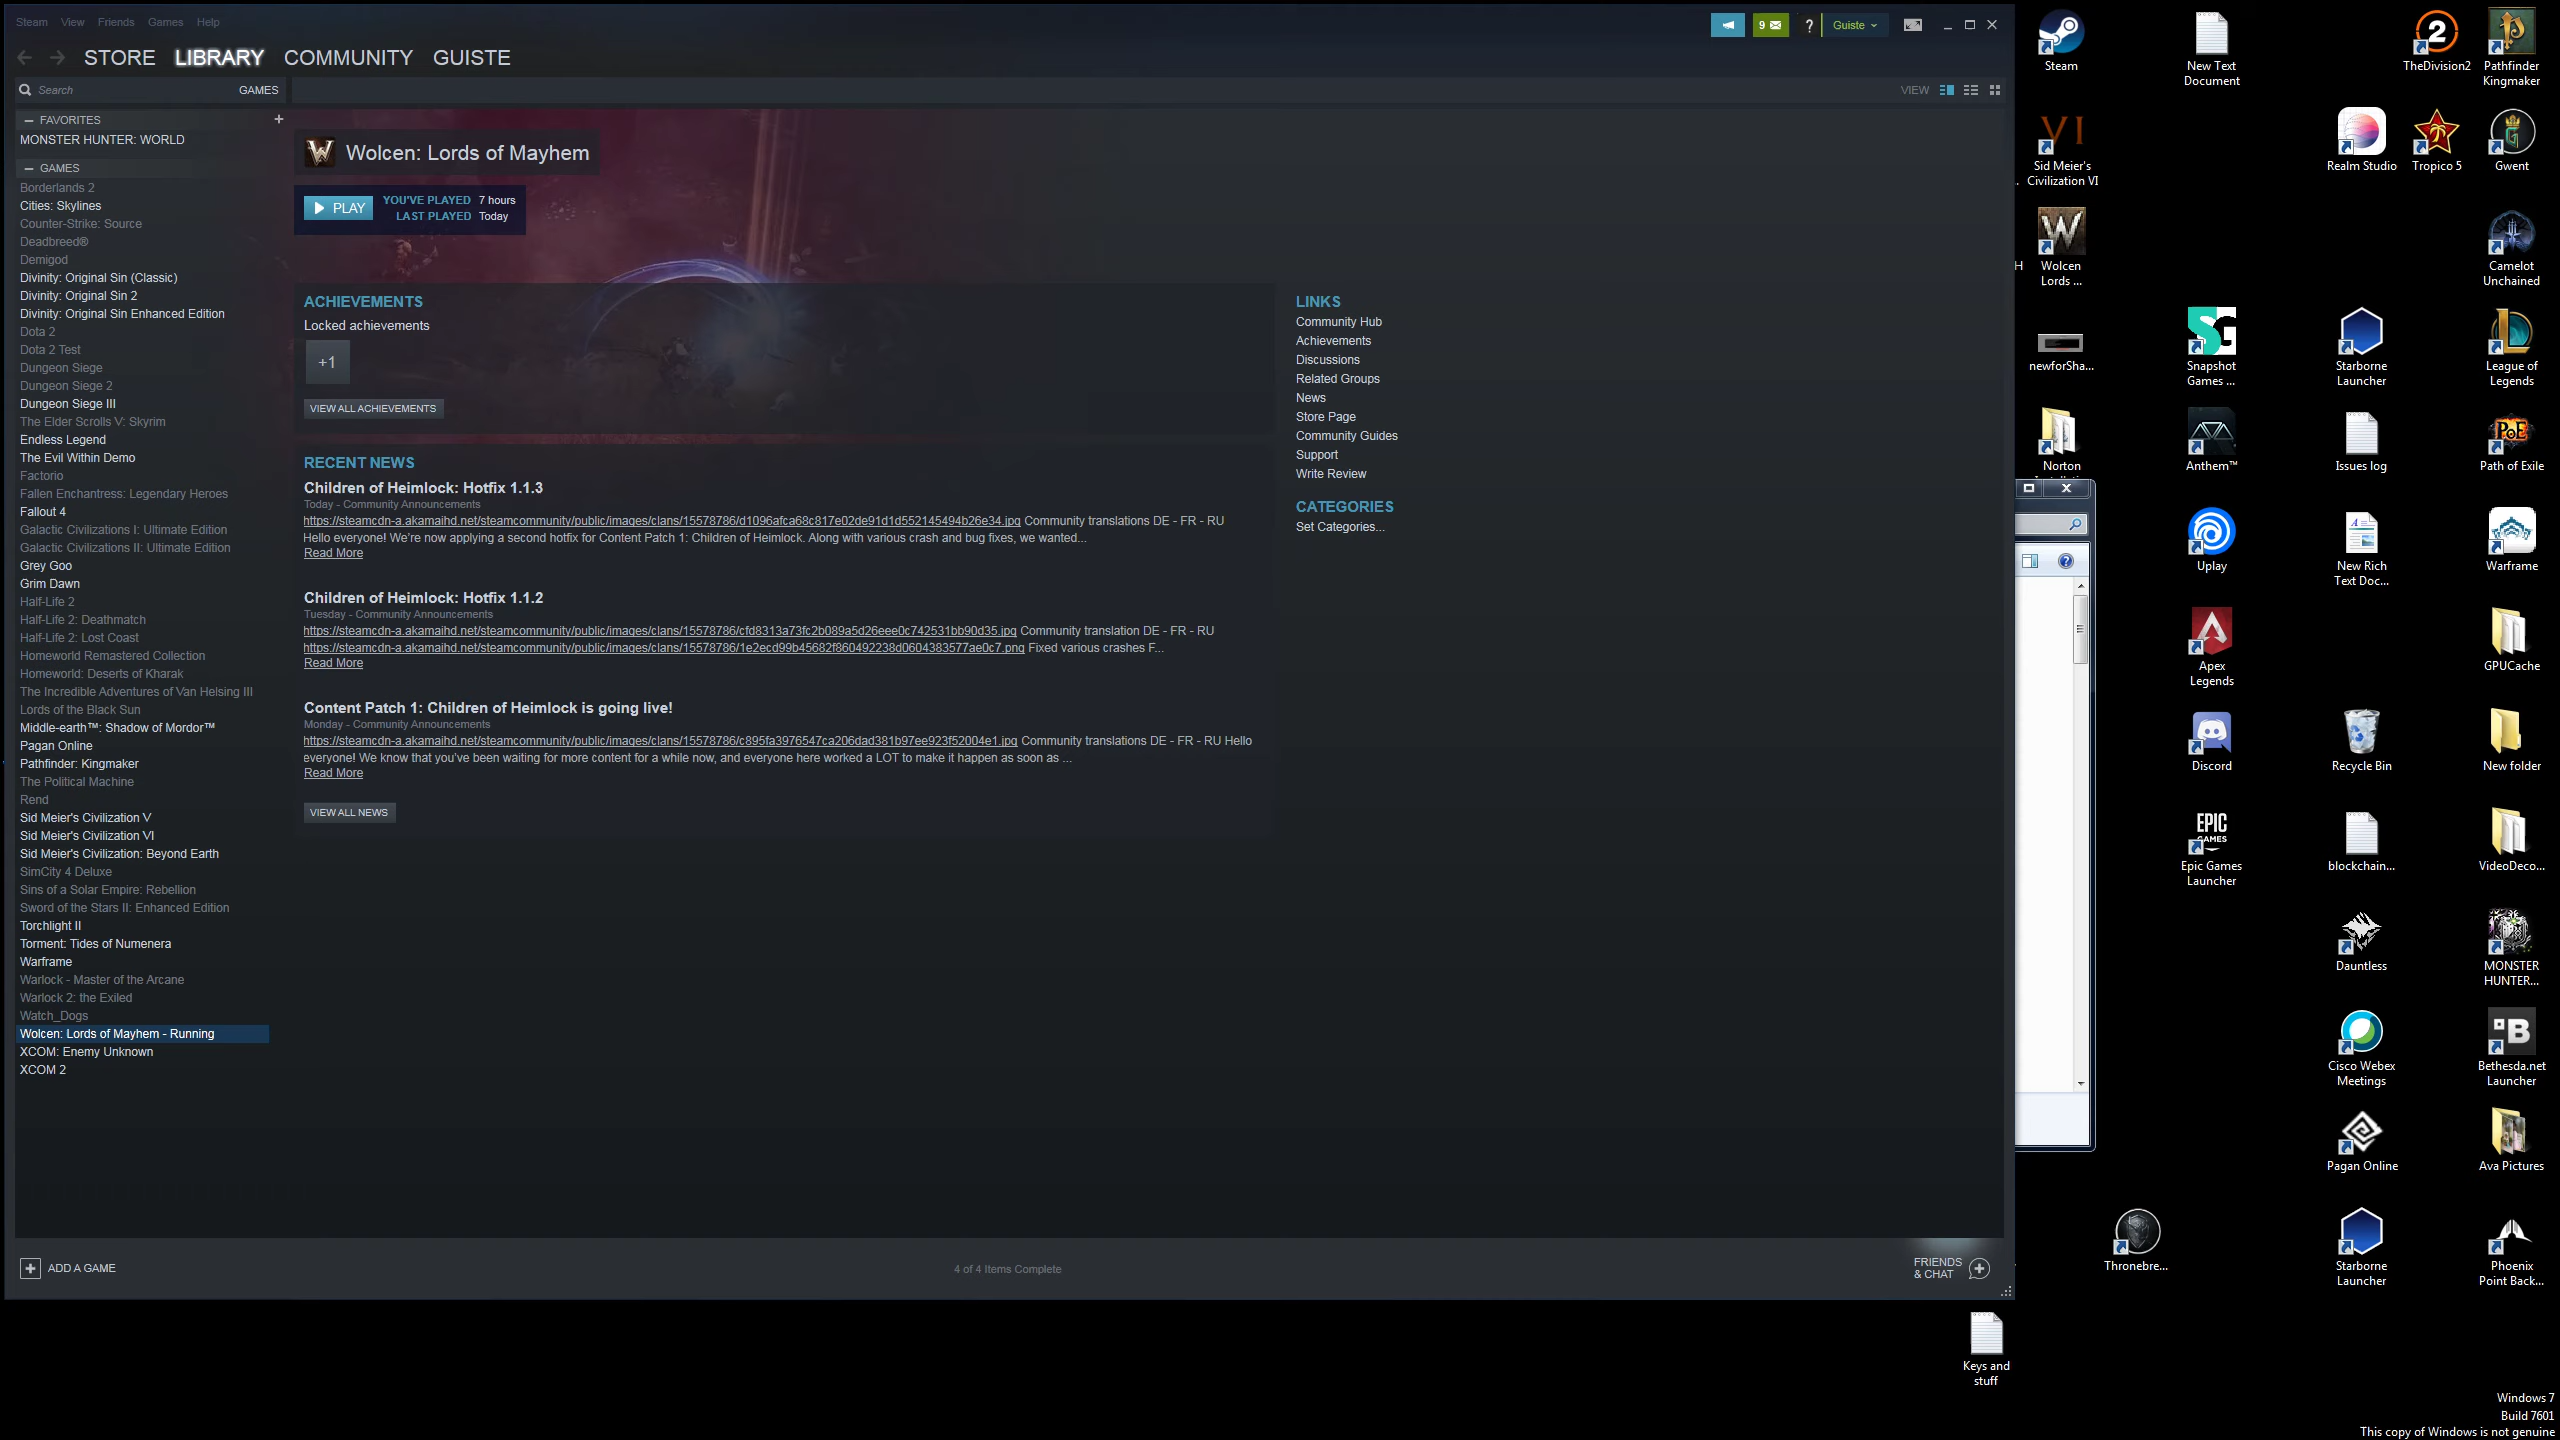 Steam View Friends Games Help
9
?
Guiste
STORE LIBRARY COMMUNITY GUISTE
Search
GAMES
VIEW
FAVORITES
+
MONSTER HUNTER: WORLD
GAMES
Borderlands 2
Cities: Skylines
Counter-Strike: Source
Deadbreed®
Demigod
Divinity: Original Sin (Classic)
Divinity: Original Sin 2
Divinity: Original Sin Enhanced Edition
Dota 2
Dota 2 Test
Dungeon Siege
Dungeon Siege 2
Dungeon Siege III
The Elder Scrolls V: Skyrim
Endless Legend
The Evil Within Demo
Factorio
Fallen Enchantress: Legendary Heroes
Fallout 4
Galactic Civilizations I: Ultimate Edition
Galactic Civilizations II: Ultimate Edition
Grey Goo
Grim Dawn
Half-Life 2
Half-Life 2: Deathmatch
Half-Life 2: Lost Coast
Homeworld Remastered Collection
Homeworld: Deserts of Kharak
The Incredible Adventures of Van Helsing III
Lords of the Black Sun
Middle-earth™: Shadow of Mordor™
Pagan Online
Pathfinder: Kingmaker
The Political Machine
Rend
Sid Meier's Civilization V
Sid Meier's Civilization VI
Sid Meier's Civilization: Beyond Earth
SimCity 4 Deluxe
Sins of a Solar Empire: Rebellion
Sword of the Stars II: Enhanced Edition
Torchlight II
Torment: Tides of Numenera
Warframe
Warlock - Master of the Arcane
Warlock 2: the Exiled
Watch_Dogs
Wolcen: Lords of Mayhem - Running
XCOM: Enemy Unknown
XCOM 2
ADD A GAME
Wolcen: Lords of Mayhem
PLAY
YOU'VE PLAYED 7 hours
LAST PLAYED Today
ACHIEVEMENTS
Locked achievements
+1
VIEW ALL ACHIEVEMENTS
RECENT NEWS
Children of Heimlock: Hotfix 1.1.3
Today - Community Announcements
https://steamcdn-a.akamaihd.net/steamcommunity/public/images/clans/15578786/d1096afca68c817e02de91d1d552145494b26e34.jpg Community translations DE - FR - RU
Hello everyone! We're now applying a second hotfix for Content Patch 1: Children of Heimlock. Along with various crash and bug fixes, we wanted...
Read More
Children of Heimlock: Hotfix 1.1.2
Tuesday - Community Announcements
https://steamcdn-a.akamaihd.net/steamcommunity/public/images/clans/15578786/cfd8313a73fc2b089a5d26eee0c742531bb90d35.jpg Community translation DE - FR - RU
https://steamcdn-a.akamaihd.net/steamcommunity/public/images/clans/15578786/1e2ecd99b45682f860492238d0604383577ae0c7.png Fixed various crashes F...
Read More
Content Patch 1: Children of Heimlock is going live!
Monday - Community Announcements
https://steamcdn-a.akamaihd.net/steamcommunity/public/images/clans/15578786/c895fa3976547ca206dad381b97ee923f52004e1.jpg Community translations DE - FR - RU Hello
everyone! We know that you've been waiting for more content for a while now, and everyone here worked a LOT to make it happen as soon as ...
Read More
VIEW ALL NEWS
LINKS
Community Hub
Achievements
Discussions
Related Groups
News
Store Page
Community Guides
Support
Write Review
CATEGORIES
Set Categories...
4 of 4 Items Complete
FRIENDS
& CHAT
Steam
New Text
Document
TheDivision2
Pathfinder
Kingmaker
Sid Meier's
Civilization VI
Realm Studio
Tropico 5
Gwent
Wolcen
Lords ...
Camelot
Unchained
newforSha...
Snapshot
Games ...
Starborne
Launcher
League of
Legends
Norton
Anthem™
Issues log
Path of Exile
Uplay
New Rich
Text Doc...
Warframe
Apex
Legends
GPUCache
Discord
Recycle Bin
New folder
EPIC
GAMES
Epic Games
Launcher
blockchain...
VideoDeco...
Dauntless
MONSTER
HUNTER...
Cisco Webex
Meetings
Bethesda.net
Launcher
Pagan Online
Ava Pictures
Thronebre...
Starborne
Launcher
Phoenix
Point Back...
Keys and
stuff
Windows 7
Build 7601
This copy of Windows is not genuine